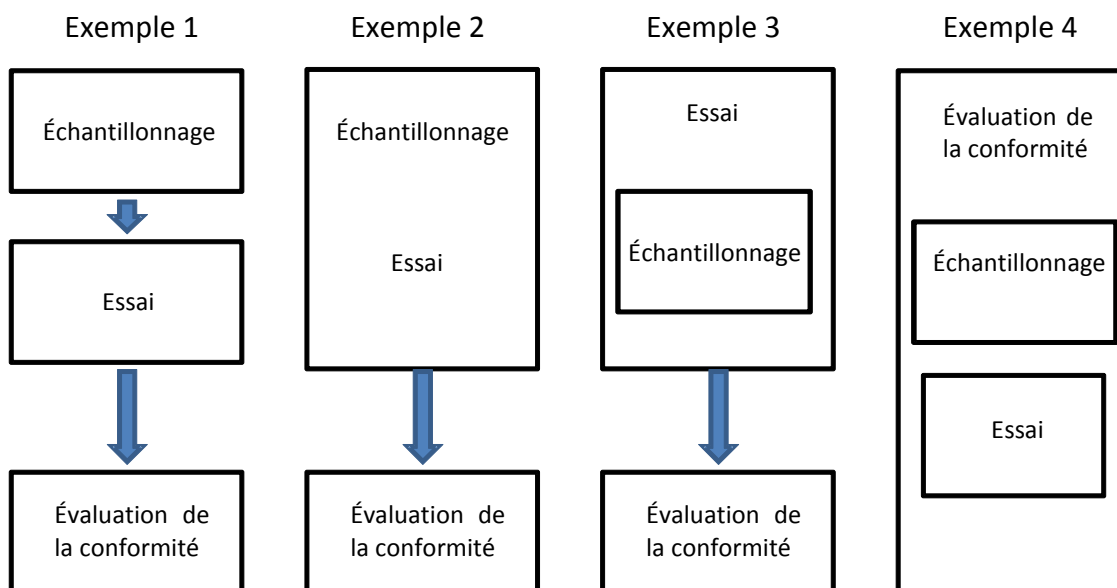 Exemple 1
Échantillonnage
Essai
Évaluation de
la conformité
Exemple 2
Échantillonnage
Essai
Évaluation de
la conformité
Exemple 3
Essai
Échantillonnage
Évaluation de
la conformité
Exemple 4
Évaluation de
la conformité
Échantillonnage
Essai